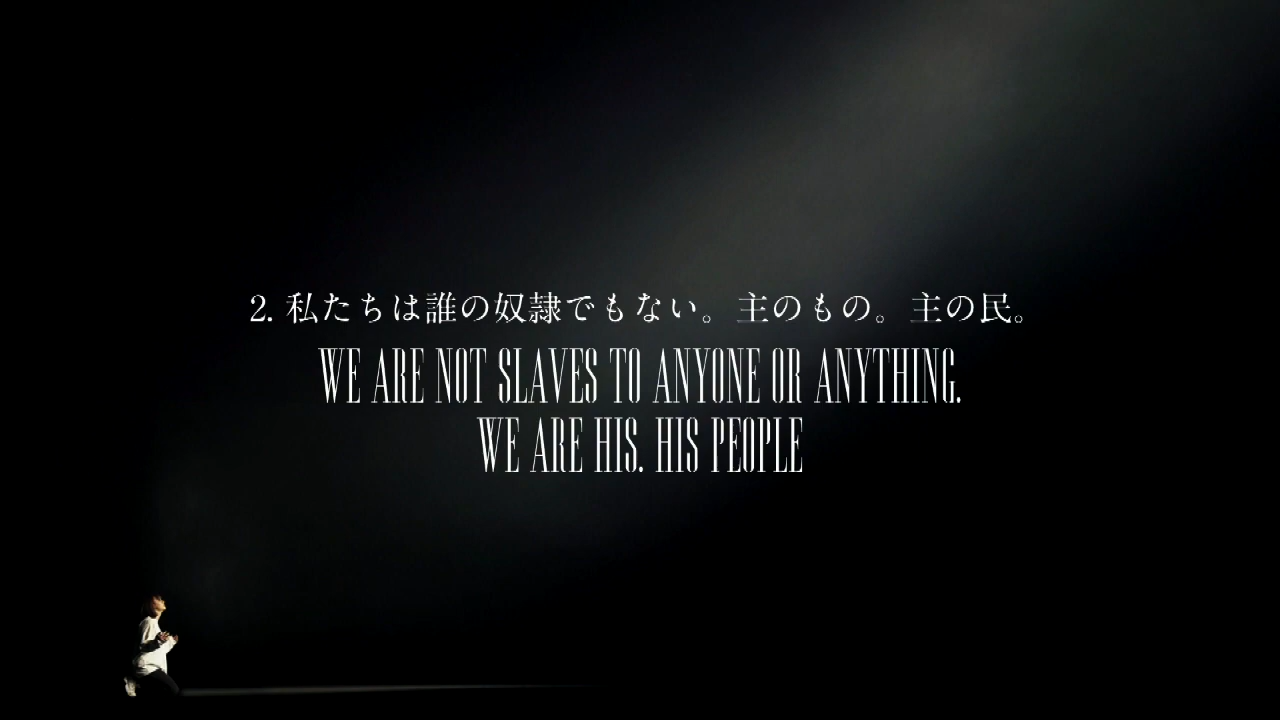 2. 私たちは誰の奴隷でもない。主のもの。主の民。
WE ARE NOT SLAVES TO ANYONE OR ANYTHING.
WE ARE HIS. HIS PEOPLE